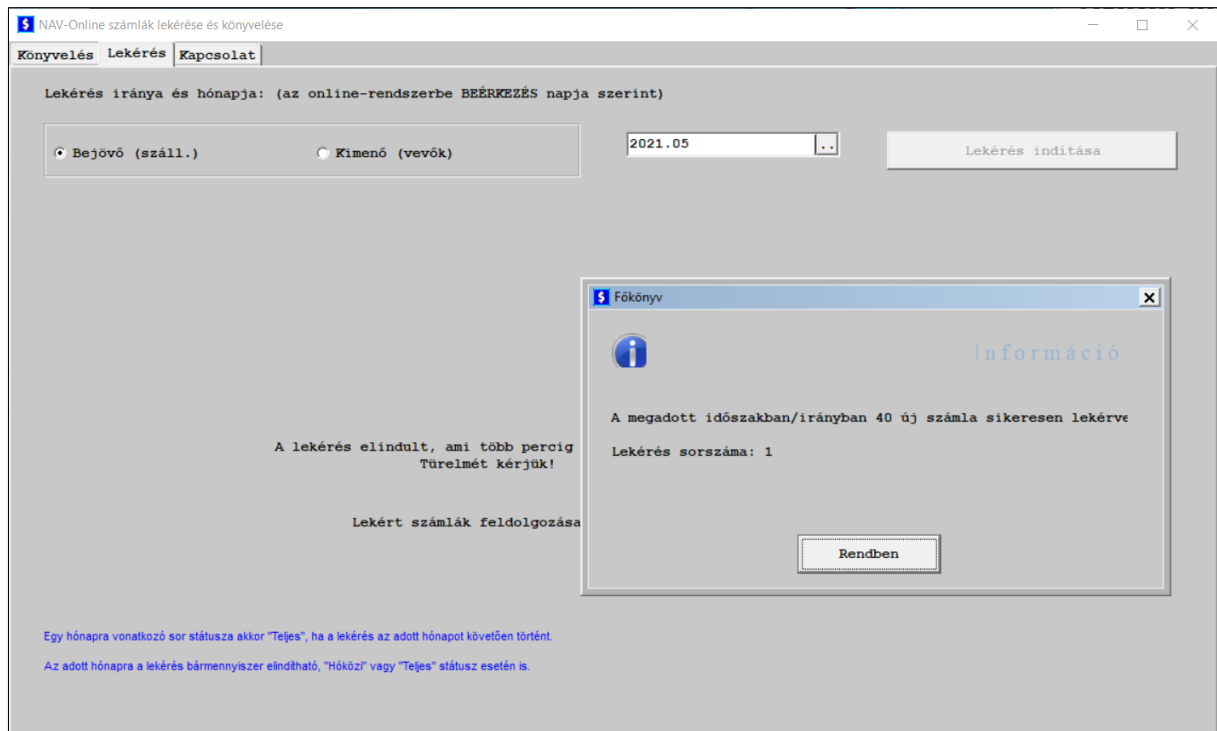 NAV-Online számlák lekérése és könyvelése
Könyvelés Lekérés Kapcsolat
Lekérés iránya és hónapja: (az online-rendszerbe BEÉRKEZÉS napja szerint)
Bejövő (száll.) Kimenő (vevők) 2021.05 .. Lekérés indítása
Főkönyv
Információ
A megadott időszakban/irányban 40 új számla sikeresen lekérve
Lekérés sorszáma: 1
Rendben
A lekérés elindult, ami több percig
Türelmét kérjük!
Lekért számlák feldolgozása
Egy hónapra vonatkozó sor státusza akkor "Teljes", ha a lekérés az adott hónapot követően történt.
Az adott hónapra a lekérés bármennyiszer elindítható, "Hóközi" vagy "Teljes" státusz esetén is.